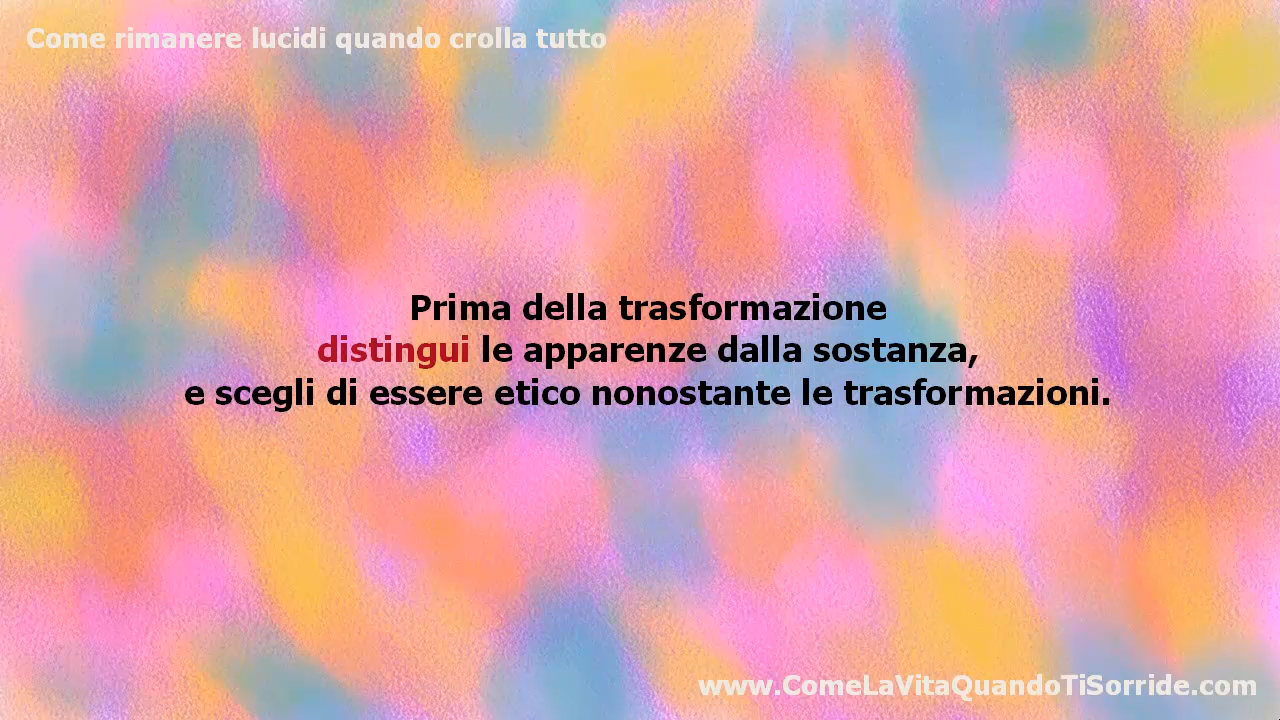 Come rimanere lucidi quando crolla tutto
Prima della trasformazione
distingui le apparenze dalla sostanza,
e scegli di essere etico nonostante le trasformazioni.
www.ComeLaVitaQuandoTiSorride.com